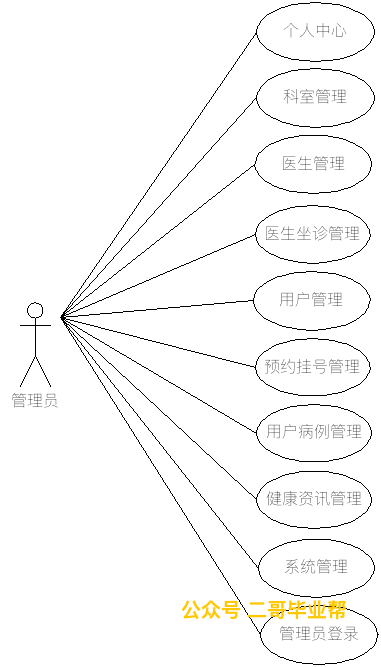 个人中心
科室管理
医生管理
医生坐诊管理
用户管理
预约挂号管理
管理员
用户病例管理
健康资讯管理
系统管理
公众号 二哥毕业帮
管理员登录